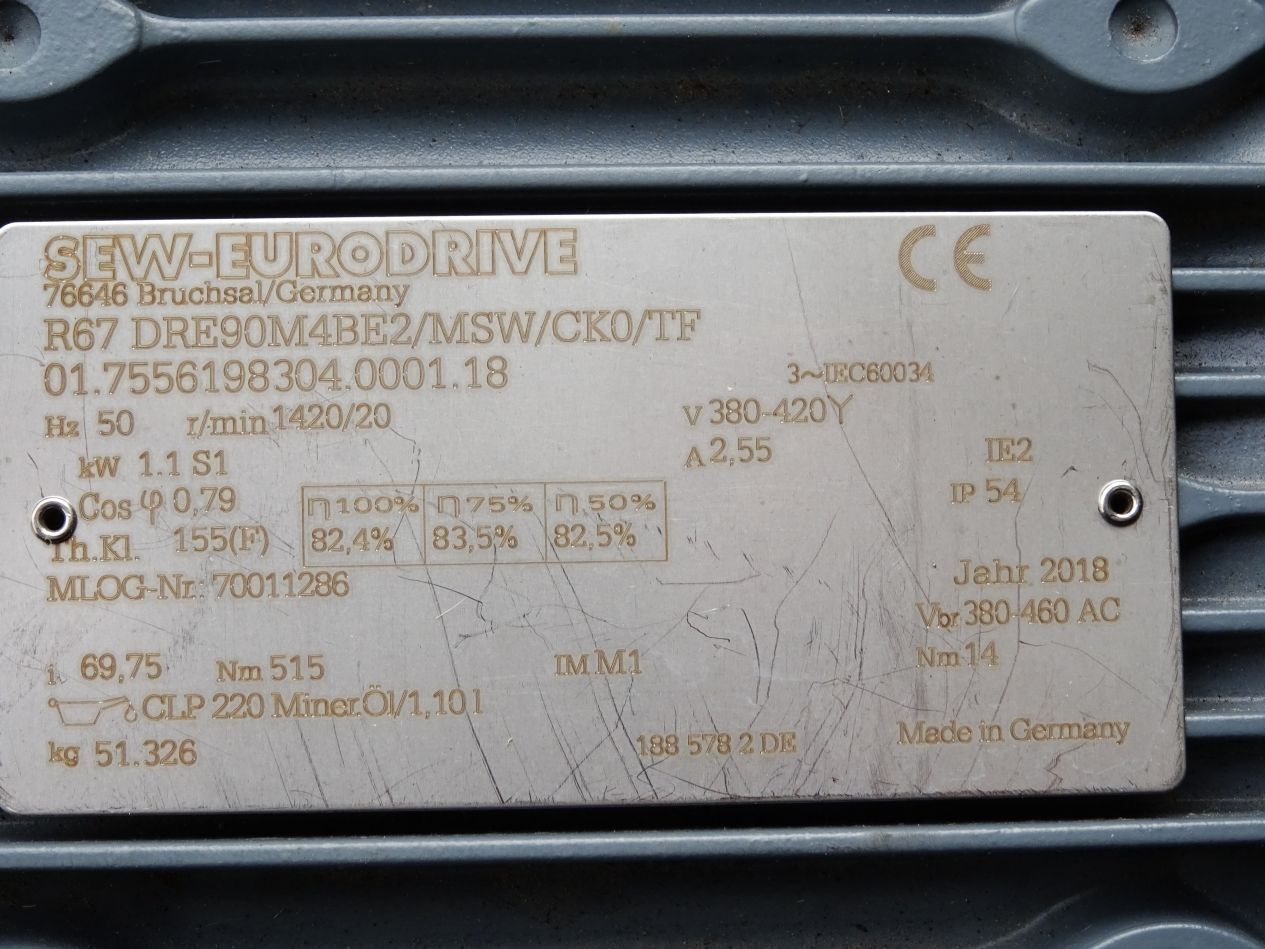 SEW-EURODRIVE CE
76646 Bruchsal/Germany
R67 DRE90M4BE2/MSW/CK0/TF
01.7556198304.0001.18 3~IEC60034
Hz 50 r/min 1420/20 V 380-420Y
kW 1.1 S1 A 2,55 IE2
Cos φ 0,79 η 100% η 75% η 50% IP 54
Th.Kl. 155(F) 82,4% 83,5% 82,5%
MLOG-Nr.: 70011286 Jahr 2018
Vbr 380-460 AC
i 69,75 Nm 515 IM M1 Nm 14
CLP 220 Miner.Öl/1,10 l
kg 51.326 188 578 2 DE Made in Germany